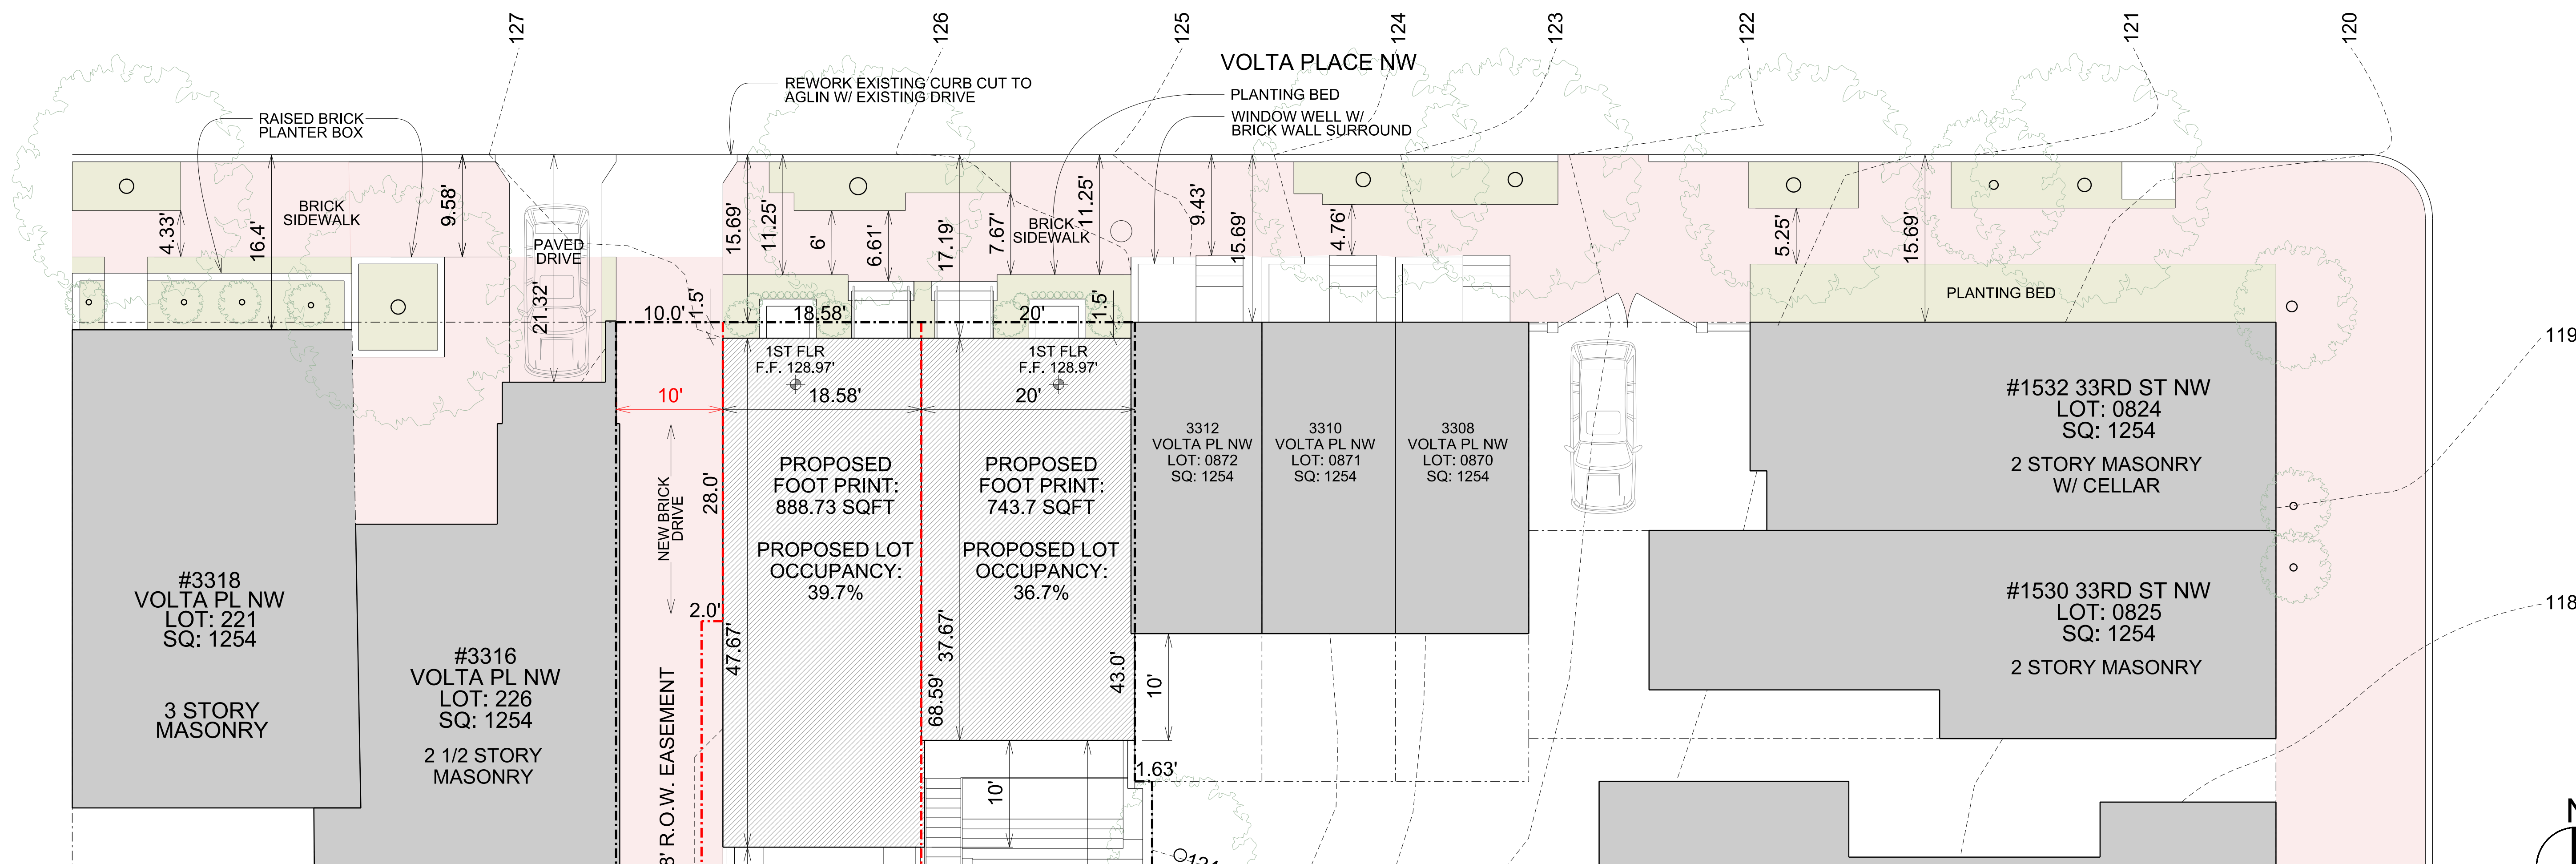 127
126
125
124
123
122
121
120
VOLTA PLACE NW
REWORK EXISTING CURB CUT TO
AGLIN W/ EXISTING DRIVE
PLANTING BED
WINDOW WELL W/
BRICK WALL SURROUND
RAISED BRICK
PLANTER BOX
4.33'
16.4'
BRICK
SIDEWALK
9.58'
PAVED
DRIVE
21.32'
15.69'
11.25'
6'
6.61'
17.19'
7.67'
BRICK
SIDEWALK
11.25'
9.43'
15.69'
4.76'
5.25'
15.69'
PLANTING BED
10.0'
1.5'
18.58'
20'
1.5'
1ST FLR
F.F. 128.97'
1ST FLR
F.F. 128.97'
10'
18.58'
20'
119
118
NEW BRICK
DRIVE
28.0'
2.0'
47.67'
8' R.O.W. EASEMENT
PROPOSED
FOOT PRINT:
888.73 SQFT
PROPOSED LOT
OCCUPANCY:
39.7%
PROPOSED
FOOT PRINT:
743.7 SQFT
PROPOSED LOT
OCCUPANCY:
36.7%
37.67'
68.59'
43.0'
10'
1.63'
10'
3312
VOLTA PL NW
LOT: 0872
SQ: 1254
3310
VOLTA PL NW
LOT: 0871
SQ: 1254
3308
VOLTA PL NW
LOT: 0870
SQ: 1254
#1532 33RD ST NW
LOT: 0824
SQ: 1254
2 STORY MASONRY
W/ CELLAR
#1530 33RD ST NW
LOT: 0825
SQ: 1254
2 STORY MASONRY
#3318
VOLTA PL NW
LOT: 221
SQ: 1254
3 STORY
MASONRY
#3316
VOLTA PL NW
LOT: 226
SQ: 1254
2 1/2 STORY
MASONRY
N